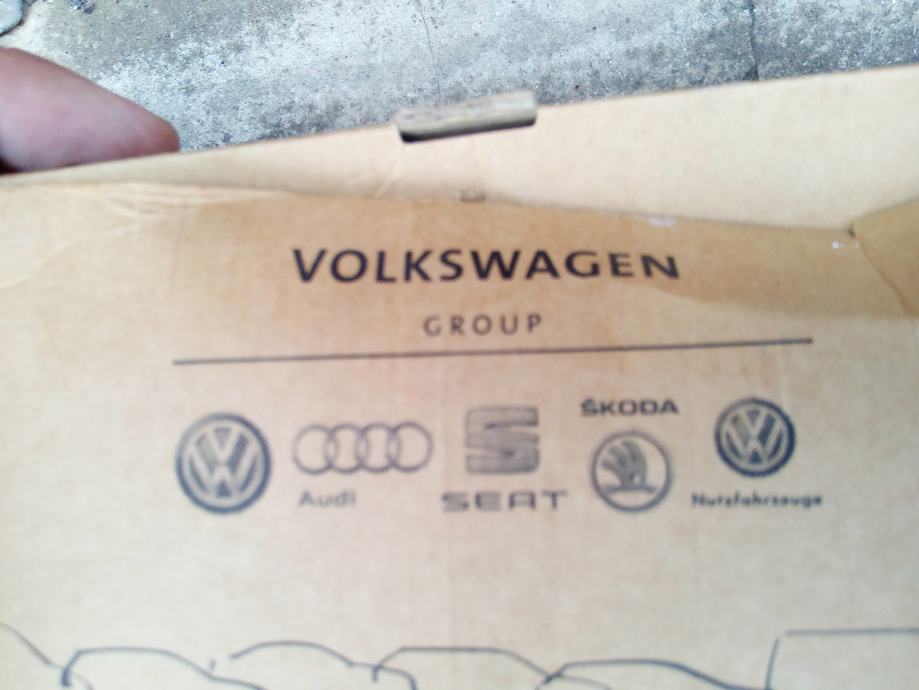 VOLKSWAGEN
GROUP
ŠKODA
Audi
SEAT
Nutzfahrzeuge